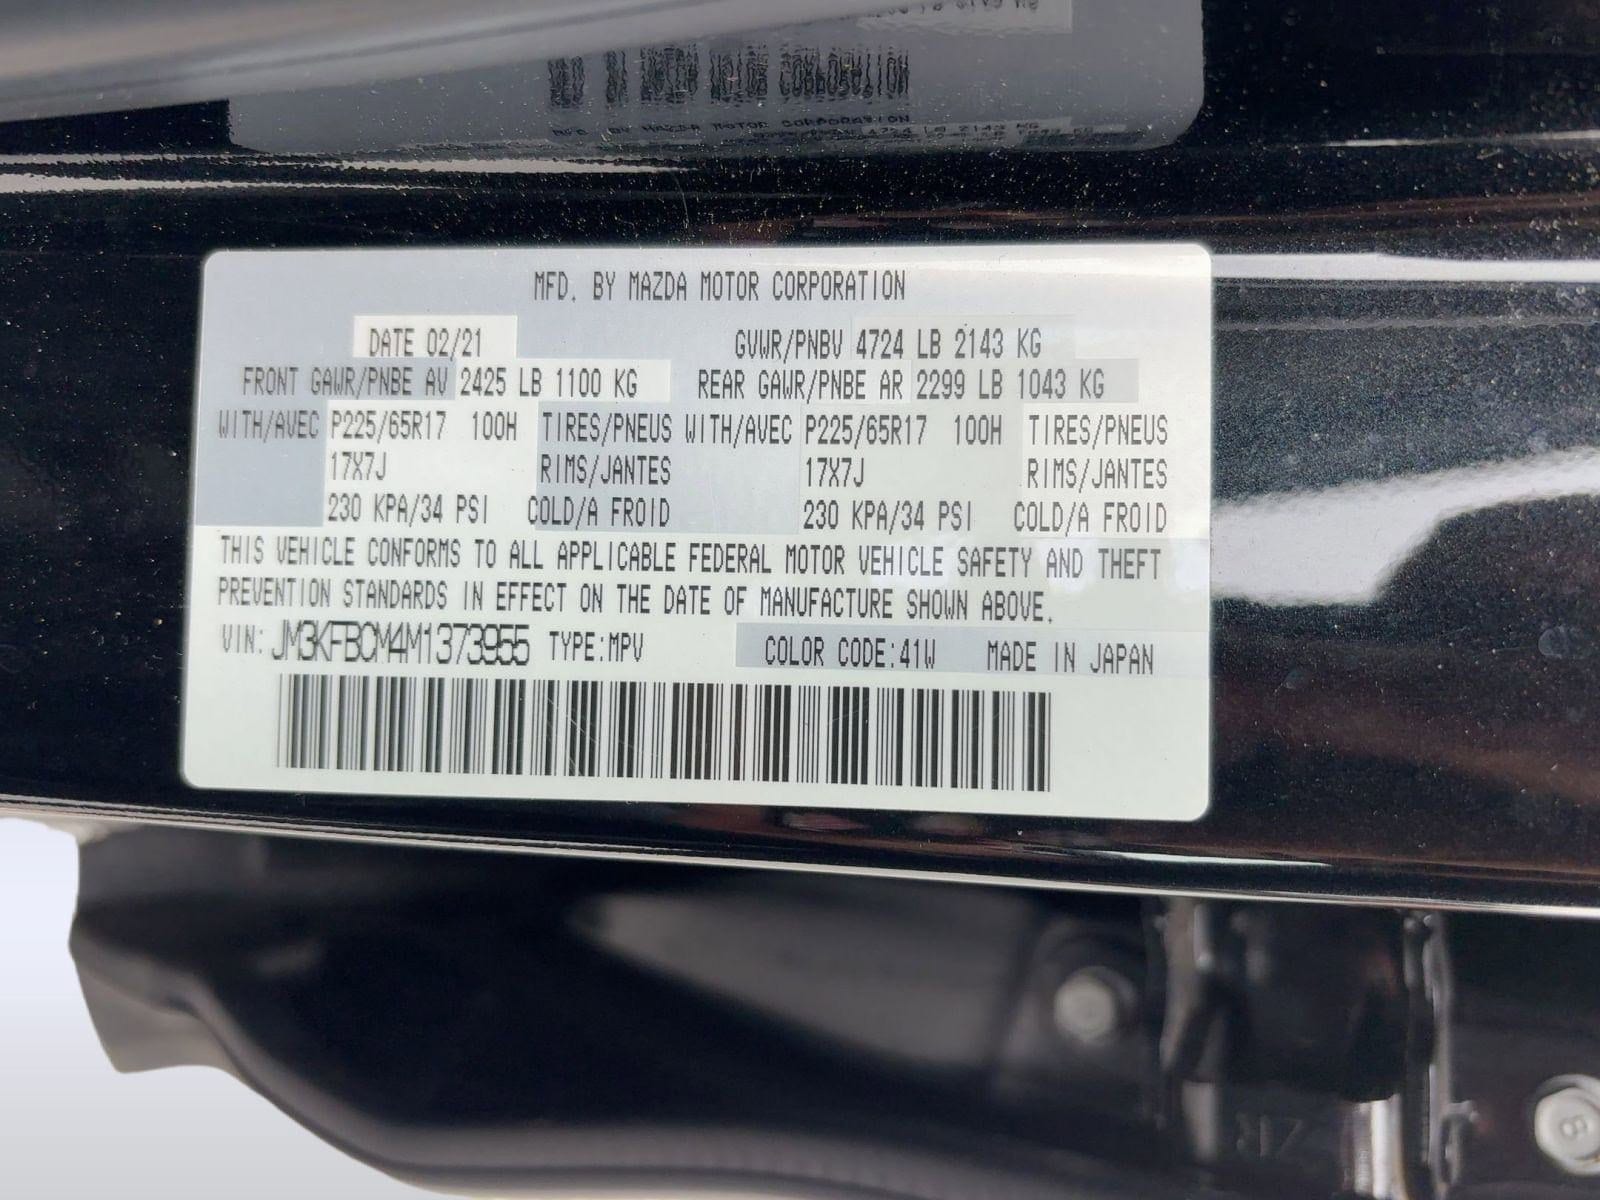 MFD. BY MAZDA MOTOR CORPORATION
DATE 02/21 GVWR/PNBV 4724 LB 2143 KG
FRONT GAWR/PNBE AV 2425 LB 1100 KG REAR GAWR/PNBE AR 2299 LB 1043 KG
WITH/AVEC P225/65R17 100H TIRES/PNEUS WITH/AVEC P225/65R17 100H TIRES/PNEUS
17X7J RIMS/JANTES 17X7J RIMS/JANTES
230 KPA/34 PSI COLD/A FROID 230 KPA/34 PSI COLD/A FROID
THIS VEHICLE CONFORMS TO ALL APPLICABLE FEDERAL MOTOR VEHICLE SAFETY AND THEFT
PREVENTION STANDARDS IN EFFECT ON THE DATE OF MANUFACTURE SHOWN ABOVE.
VIN: JM3KFBCM4M1373955 TYPE:MPV COLOR CODE:41W MADE IN JAPAN